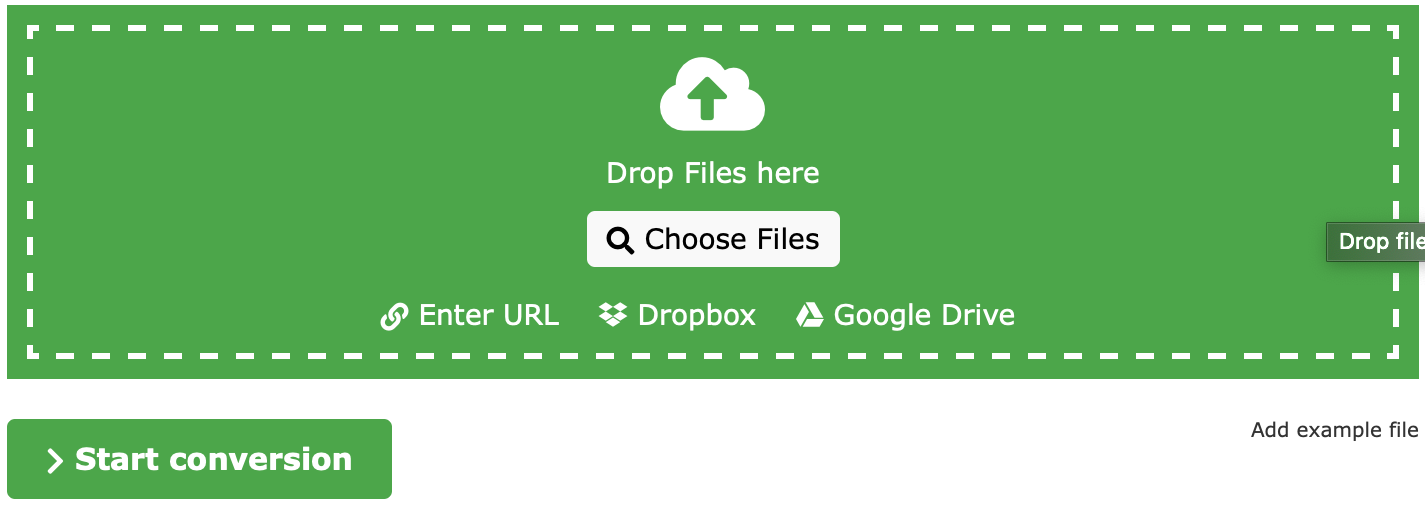 Drop Files here
Choose Files
Drop file
Enter URL Dropbox Google Drive
Add example file
Start conversion